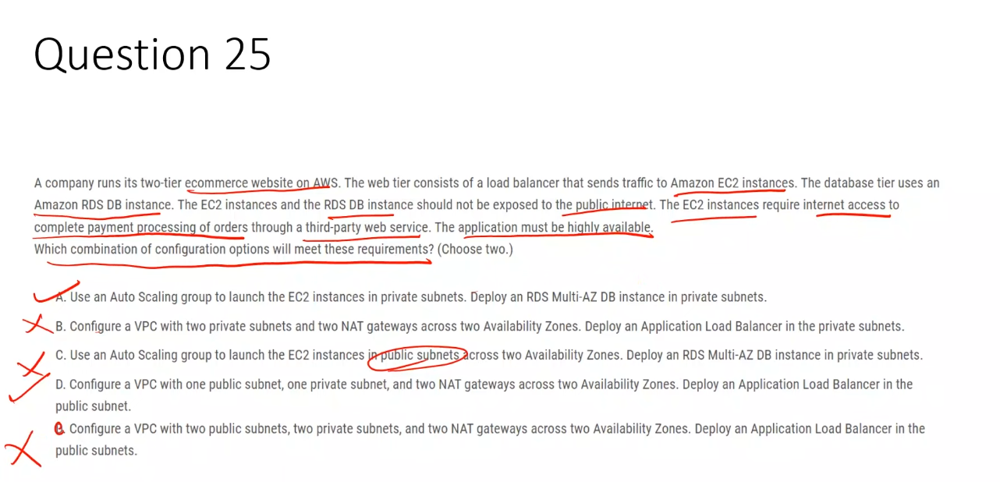 Question 25
A company runs its two-tier ecommerce website on AWS. The web tier consists of a load balancer that sends traffic to Amazon EC2 instances. The database tier uses an
Amazon RDS DB instance. The EC2 instances and the RDS DB instance should not be exposed to the public internet. The EC2 instances require internet access to
complete payment processing of orders through a third-party web service. The application must be highly available.
Which combination of configuration options will meet these requirements? (Choose two.)
A. Use an Auto Scaling group to launch the EC2 instances in private subnets. Deploy an RDS Multi-AZ DB instance in private subnets.
B. Configure a VPC with two private subnets and two NAT gateways across two Availability Zones. Deploy an Application Load Balancer in the private subnets.
C. Use an Auto Scaling group to launch the EC2 instances in public subnets across two Availability Zones. Deploy an RDS Multi-AZ DB instance in private subnets.
D. Configure a VPC with one public subnet, one private subnet, and two NAT gateways across two Availability Zones. Deploy an Application Load Balancer in the
public subnet.
Configure a VPC with two public subnets, two private subnets, and two NAT gateways across two Availability Zones. Deploy an Application Load Balancer in the
public subnets.